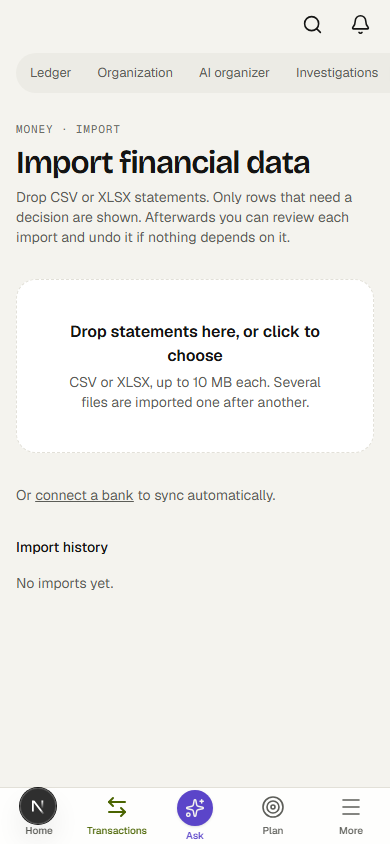 Ledger Organization AI organizer Investigations
MONEY · IMPORT
Import financial data
Drop CSV or XLSX statements. Only rows that need a
decision are shown. Afterwards you can review each
import and undo it if nothing depends on it.
Drop statements here, or click to
choose
CSV or XLSX, up to 10 MB each. Several
files are imported one after another.
Or connect a bank to sync automatically.
Import history
No imports yet.
N
Home Transactions Ask Plan More